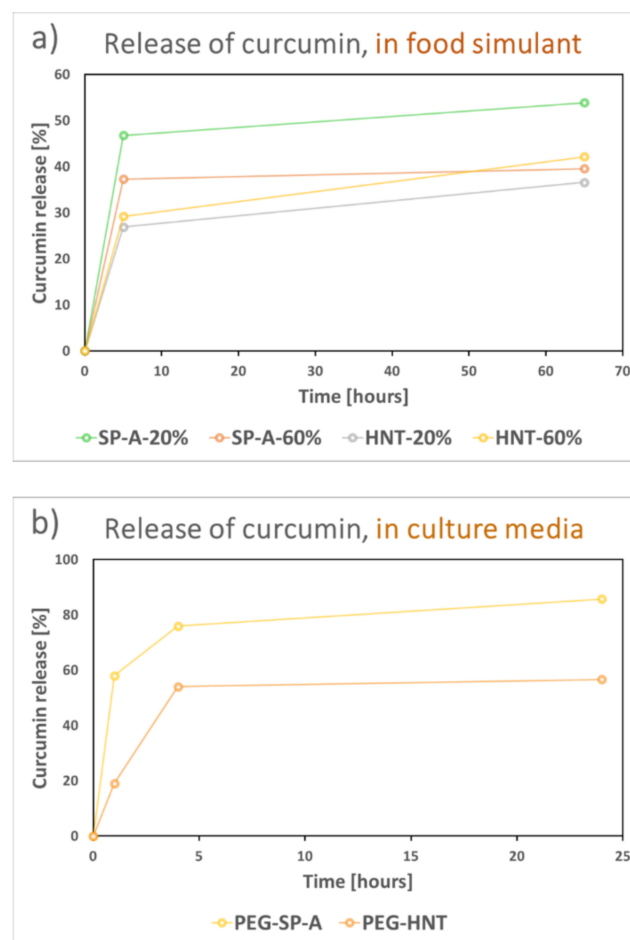 a) Release of curcumin, in food simulant
60
50
40
30
20
10
0
Curcumin release [%]
0 10 20 30 40 50 60 70
Time [hours]
SP-A-20% SP-A-60% HNT-20% HNT-60%
b) Release of curcumin, in culture media
100
80
60
40
20
0
Curcumin release [%]
0 5 10 15 20 25
Time [hours]
PEG-SP-A PEG-HNT